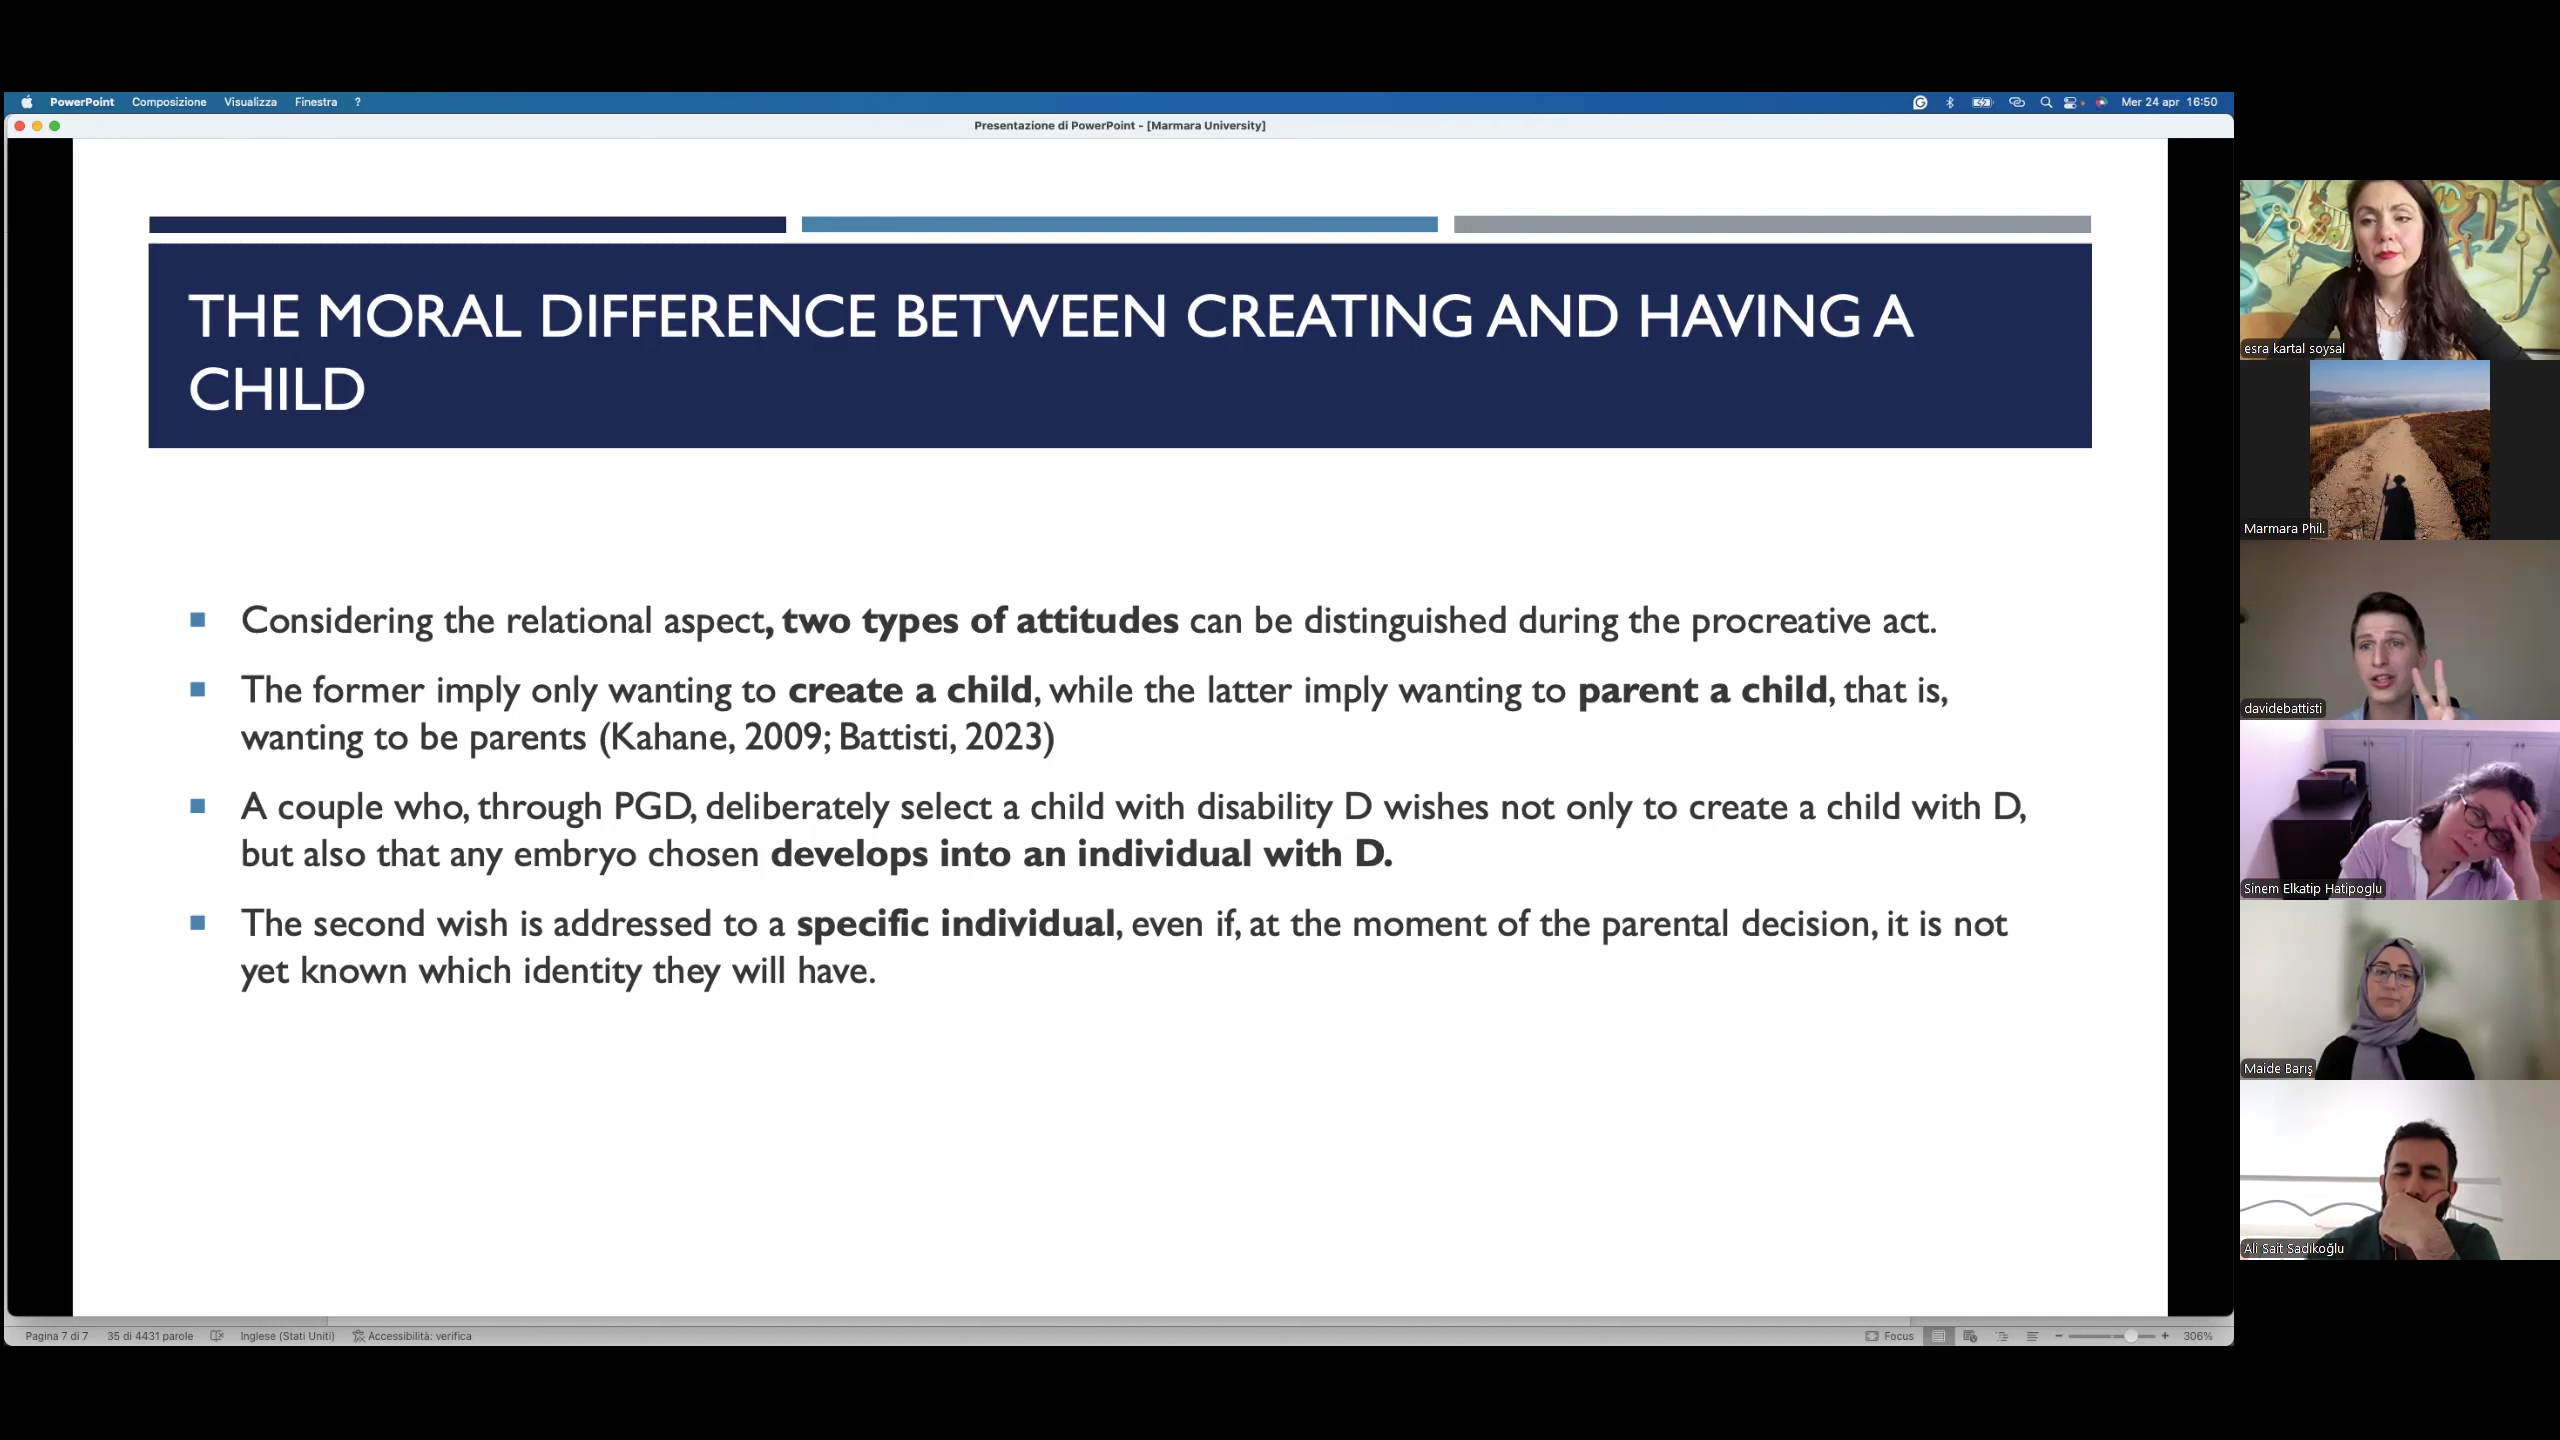 PowerPoint Composizione Visualizza Finestra ? Mer 24 apr 16:50
Presentazione di PowerPoint - [Marmara University]
THE MORAL DIFFERENCE BETWEEN CREATING AND HAVING A
CHILD
Considering the relational aspect, two types of attitudes can be distinguished during the procreative act.
The former imply only wanting to create a child, while the latter imply wanting to parent a child, that is,
wanting to be parents (Kahane, 2009; Battisti, 2023)
A couple who, through PGD, deliberately select a child with disability D wishes not only to create a child with D,
but also that any embryo chosen develops into an individual with D.
The second wish is addressed to a specific individual, even if, at the moment of the parental decision, it is not
yet known which identity they will have.
Pagina 7 di 7 35 di 4431 parole Inglese (Stati Uniti) Accessibilità: verifica Focus 306%
esra kartal soysal
Marmara Phil.
davidebattisti
Sinem Elkatip Hatipoglu
Maide Barış
Ali Sait Sadıkoğlu